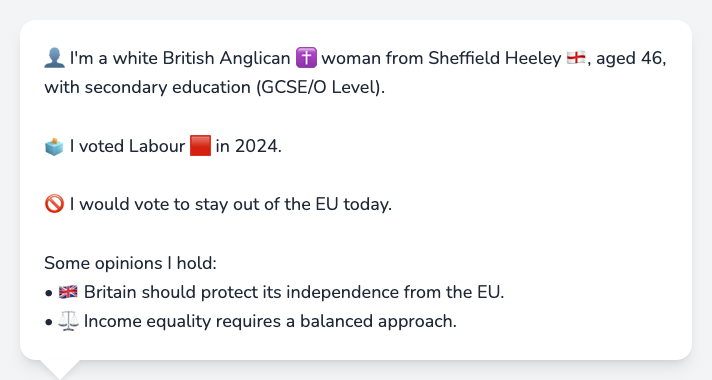 👤 I'm a white British Anglican ✝️ woman from Sheffield Heeley 🏴󠁧󠁢󠁥󠁮󠁧󠁿, aged 46,
with secondary education (GCSE/O Level).
🗳️ I voted Labour 🟥 in 2024.
🚫 I would vote to stay out of the EU today.
Some opinions I hold:
• 🇬🇧 Britain should protect its independence from the EU.
• ⚖️ Income equality requires a balanced approach.